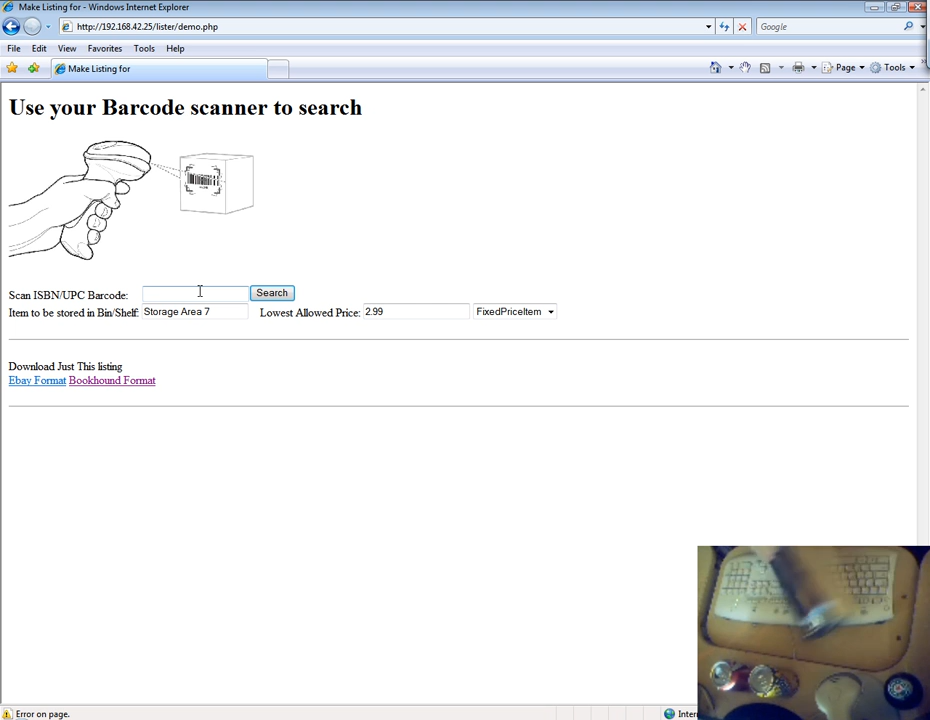 Make Listing for - Windows Internet Explorer
http://192.168.42.25/lister/demo.php
Google
File Edit View Favorites Tools Help
Make Listing for
Page Tools
Use your Barcode scanner to search
Scan ISBN/UPC Barcode: Search
Item to be stored in Bin/Shelf: Storage Area 7 Lowest Allowed Price: 2.99 FixedPriceItem
Download Just This listing
Ebay Format Bookhound Format
Error on page.
Intern